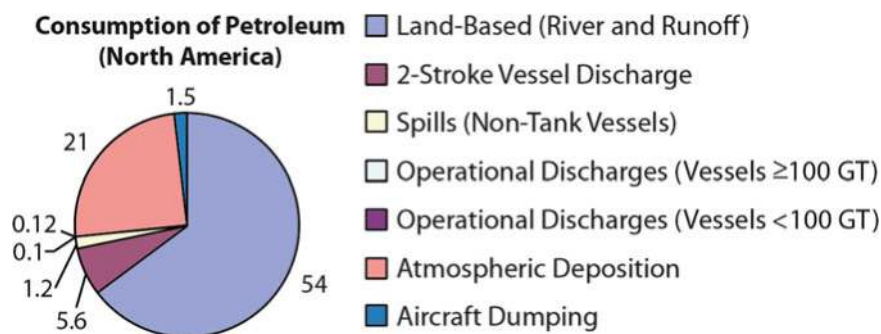 Consumption of Petroleum
(North America)
1.5
21
0.12
0.1
1.2
5.6
54
Land-Based (River and Runoff)
2-Stroke Vessel Discharge
Spills (Non-Tank Vessels)
Operational Discharges (Vessels ≥100 GT)
Operational Discharges (Vessels <100 GT)
Atmospheric Deposition
Aircraft Dumping